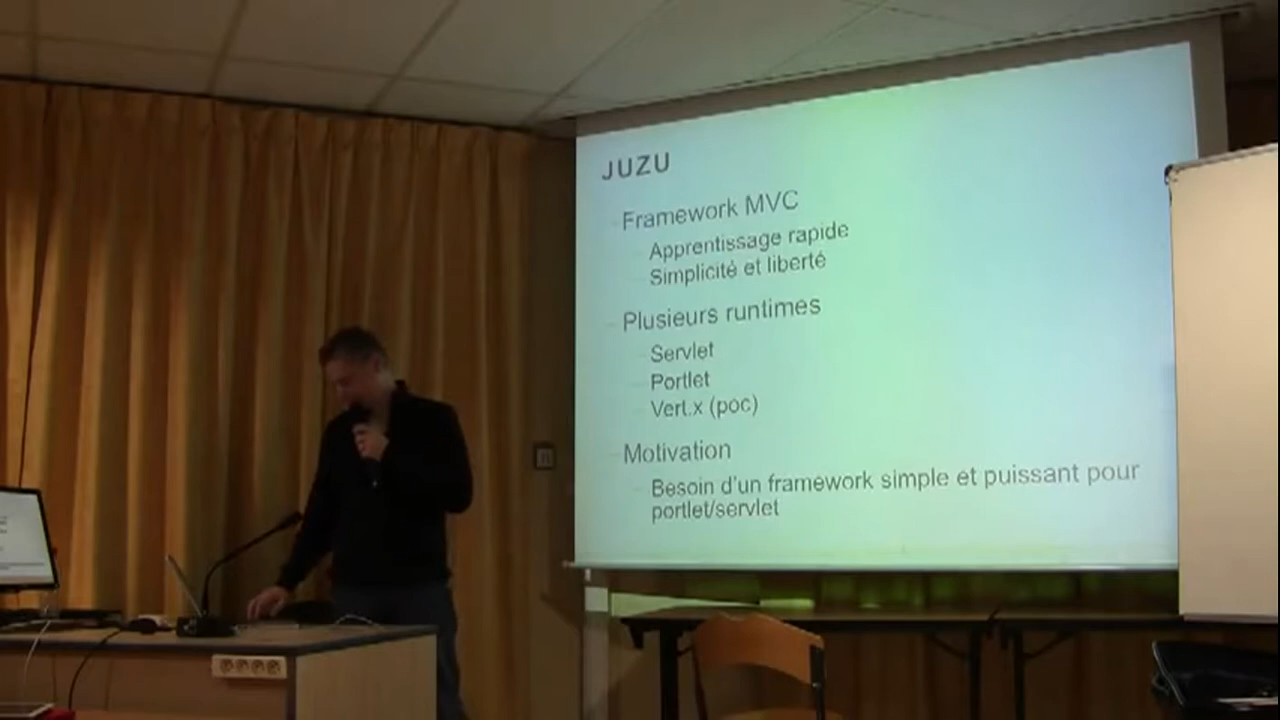 JUZU
Framework MVC
Apprentissage rapide
Simplicité et liberté
Plusieurs runtimes
Servlet
Portlet
Vert.x (poc)
Motivation
Besoin d'un framework simple et puissant pour
portlet/servlet